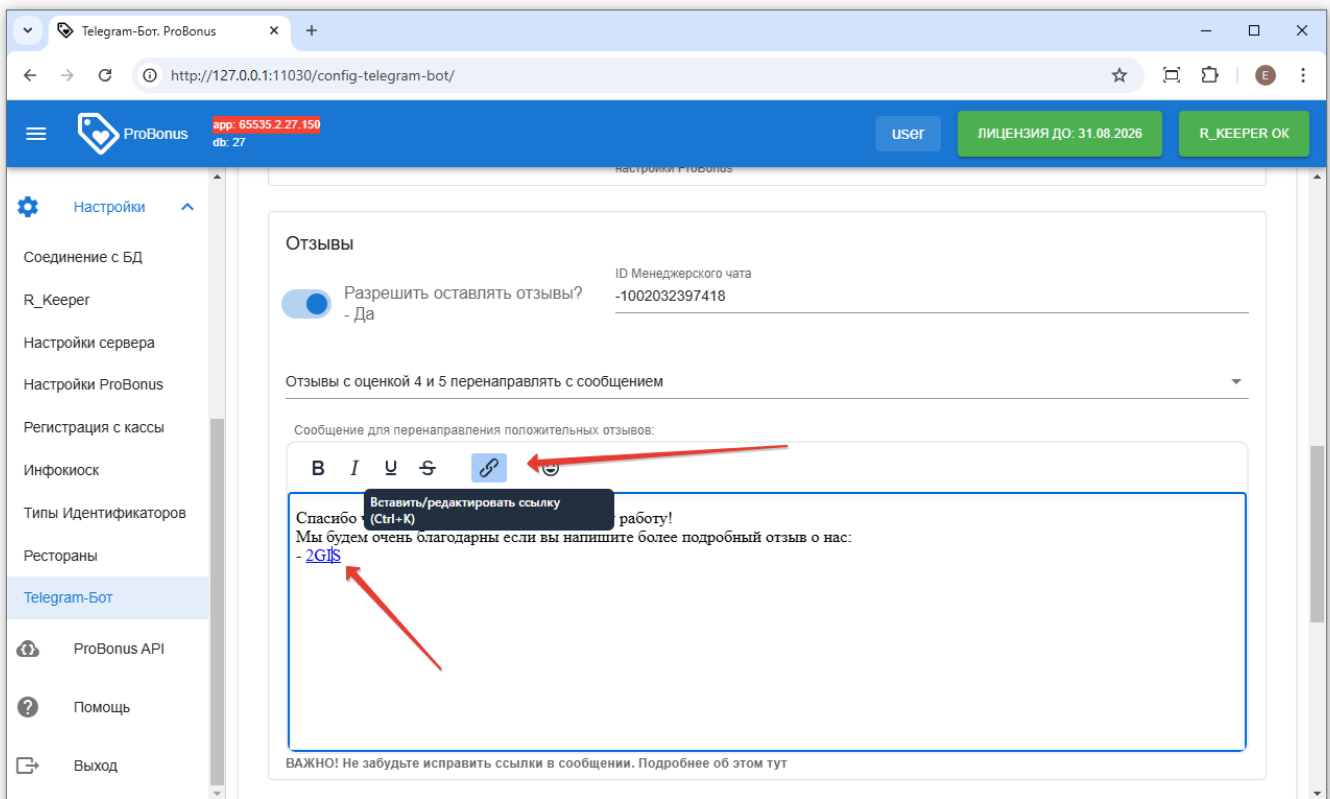 Telegram-Бот. ProBonus
http://127.0.0.1:11030/config-telegram-bot/
E
ProBonus
app: 65535.2.27.150
db: 27
user
ЛИЦЕНЗИЯ ДО: 31.08.2026
R_KEEPER OK
настройки ProBonus
Настройки
Соединение с БД
R_Keeper
Настройки сервера
Настройки ProBonus
Регистрация с кассы
Инфокиоск
Типы Идентификаторов
Рестораны
Telegram-Бот
ProBonus API
Помощь
Выход
Отзывы
Разрешить оставлять отзывы?
- Да
ID Менеджерского чата
-1002032397418
Отзывы с оценкой 4 и 5 перенаправлять с сообщением
Сообщение для перенаправления положительных отзывов:
B I U S
Вставить/редактировать ссылку
(Ctrl+K)
Спасибо работу!
Мы будем очень благодарны если вы напишите более подробный отзыв о нас:
- 2GIS
ВАЖНО! Не забудьте исправить ссылки в сообщении. Подробнее об этом тут